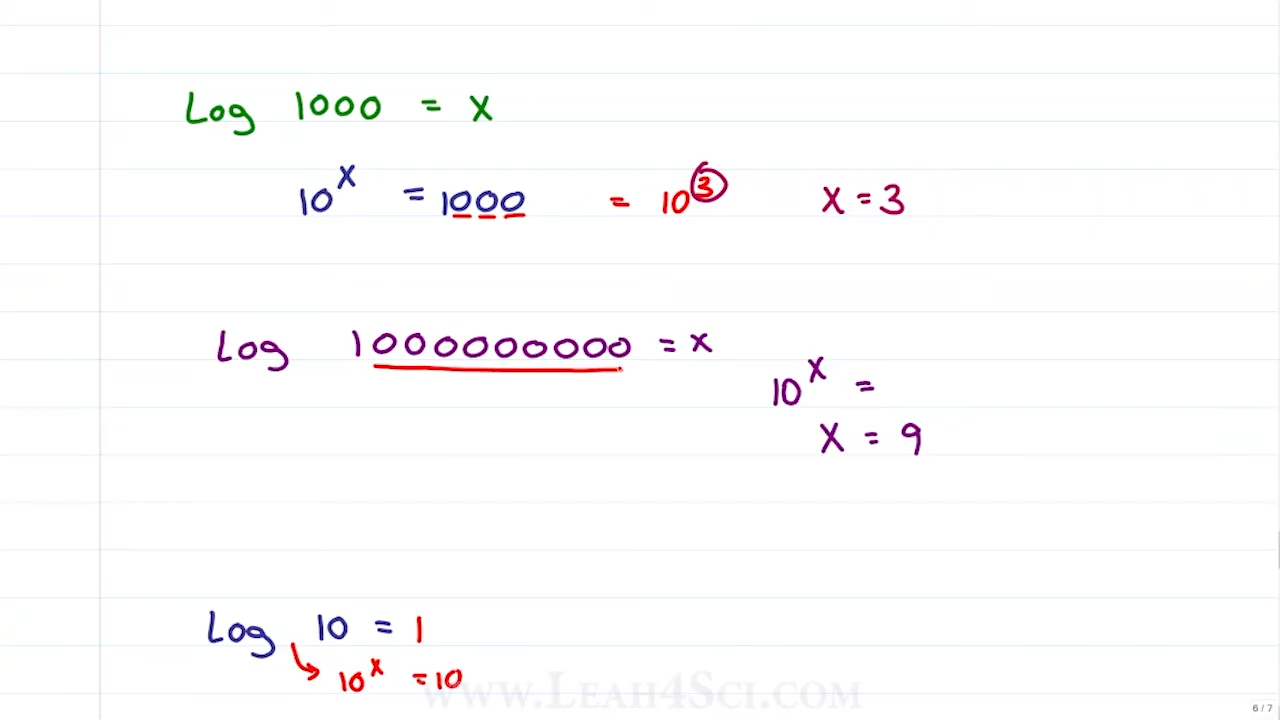 Log 1000 = x
10^x = 1000 = 10^3 x = 3
Log 1000000000 = x
10^x =
x = 9
Log 10 = 1
10^x = 10
www.Leah4Sci.com
6 / 7